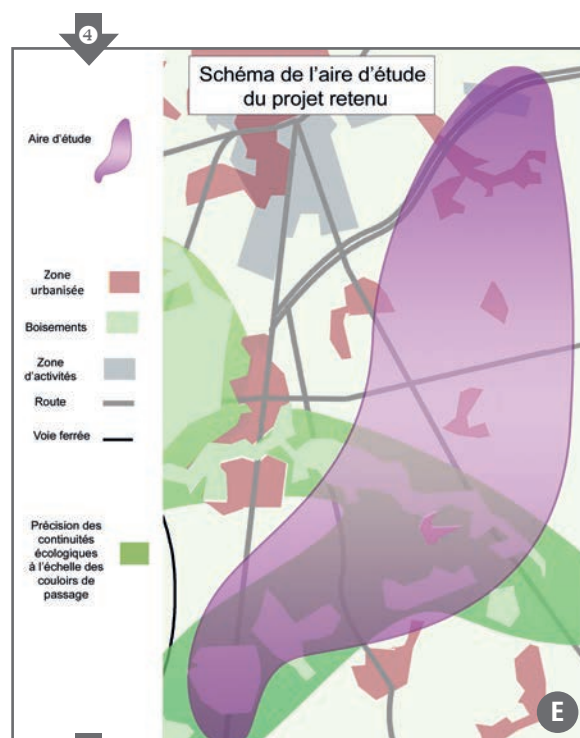 4
Schéma de l'aire d'étude
du projet retenu
Aire d'étude
Zone
urbanisée
Boisements
Zone
d'activités
Route
Voie ferrée
Précision des
continuités
écologiques
à l'échelle des
couloirs de
passage
E